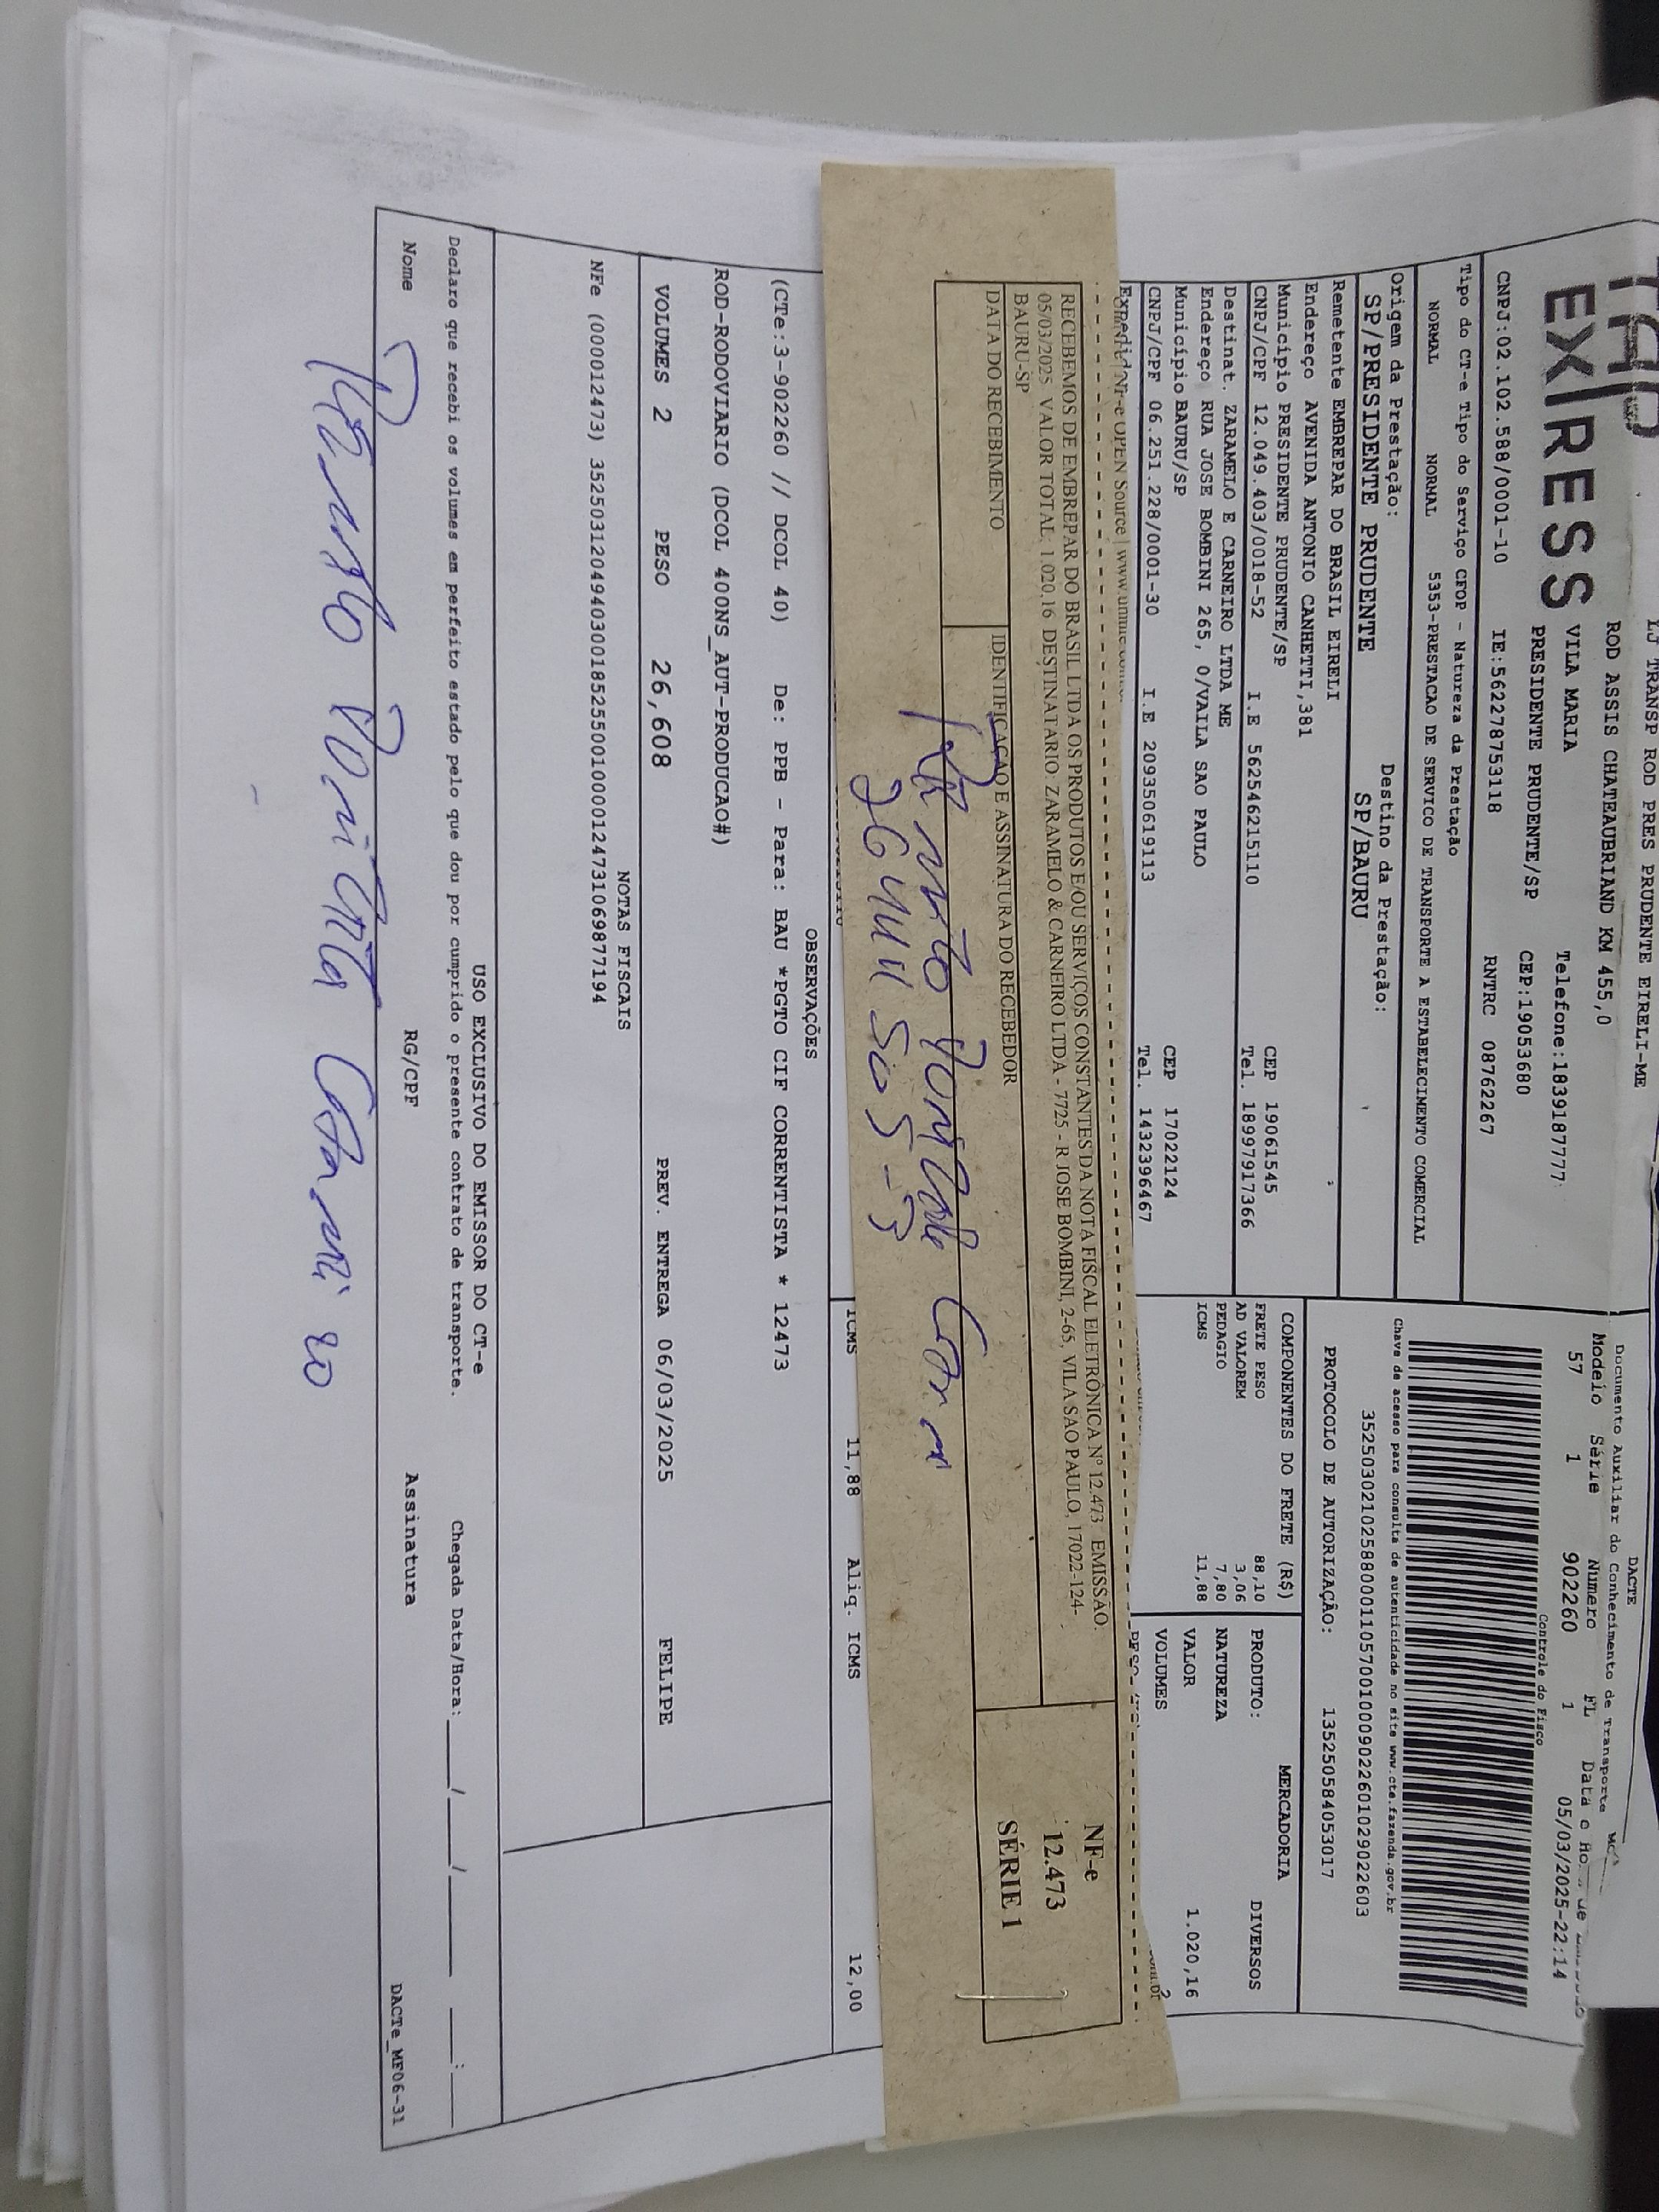 EXPRESS
LJ TRANSP ROD PRES PRUDENTE EIRELI-ME
ROD ASSIS CHATEAUBRIAND KM 455,0
VILA MARIA Telefone:1839187777
PRESIDENTE PRUDENTE/SP CEP:19053680
CNPJ:02.102.588/0001-10 IE:562278753118 RNTRC 08762267
Tipo do CT-e Tipo do Serviço CFOP - Natureza da Prestação
NORMAL NORMAL 5353-PRESTACAO DE SERVICO DE TRANSPORTE A ESTABELECIMENTO COMERCIAL
Origem da Prestação: Destino da Prestação:
SP/PRESIDENTE PRUDENTE SP/BAURU
Remetente EMBREPAR DO BRASIL EIRELI
Endereço AVENIDA ANTONIO CANHETTI,381
Município PRESIDENTE PRUDENTE/SP CEP 19061545
CNPJ/CPF 12.049.403/0018-52 I.E 562546215110 Tel. 18997917366
Destinat. ZARAMELO E CARNEIRO LTDA ME
Endereço RUA JOSE BOMBINI 265, 0/VAILA SAO PAULO
Município BAURU/SP CEP 17022124
CNPJ/CPF 06.251.228/0001-30 I.E 209350619113 Tel. 1432396467
DACTE
Documento Auxiliar do Conhecimento de Transporte
Modelo Série Numero FL Data e
57 1 902260 1 05/03/2025-22:14
Controle do Fisco
Chave de acesso para consulta de autenticidade no site www.cte.fazenda.gov.br
35250302102588000110570010009022601029022603
PROTOCOLO DE AUTORIZAÇÃO: 135250584053017
COMPONENTES DO FRETE (R$)
FRETE PESO 88,10
AD VALOREM 3,06
PEDAGIO 7,80
ICMS 11,88
MERCADORIA
PRODUTO: DIVERSOS
NATUREZA
VALOR 1.020,16
VOLUMES 2
RECEBEMOS DE EMBREPAR DO BRASIL LTDA OS PRODUTOS E/OU SERVIÇOS CONSTANTES DA NOTA FISCAL ELETRÔNICA Nº 12.473 EMISSÃO:
05/03/2025 VALOR TOTAL: 1.020,16 DESTINATÁRIO: ZARAMELO & CARNEIRO LTDA - 7725 - R JOSE BOMBINI, 2-65, VILA SAO PAULO, 17022-124-
BAURU-SP
DATA DO RECEBIMENTO IDENTIFICAÇÃO E ASSINATURA DO RECEBEDOR
NF-e
12.473
SÉRIE 1
ICMS 11,88 Aliq. ICMS 12,00
OBSERVAÇÕES
(CTe:3-902260 // DCOL 40) De: PPB - Para: BAU *PGTO CIF CORRENTISTA * 12473
ROD-RODOVIARIO (DCOL 400NS_AUT-PRODUCAO#)
VOLUMES 2 PESO 26,608 PREV. ENTREGA 06/03/2025 FELIPE
NOTAS FISCAIS
NFe (000012473) 35250312049403001852550010000124731069877194
USO EXCLUSIVO DO EMISSOR DO CT-e
Declaro que recebi os volumes em perfeito estado pelo que dou por cumprido o presente contrato de transporte. Chegada Data/Hora: ___/___/_____ ___:___
Nome RG/CPF Assinatura
DACTe_MF06-31